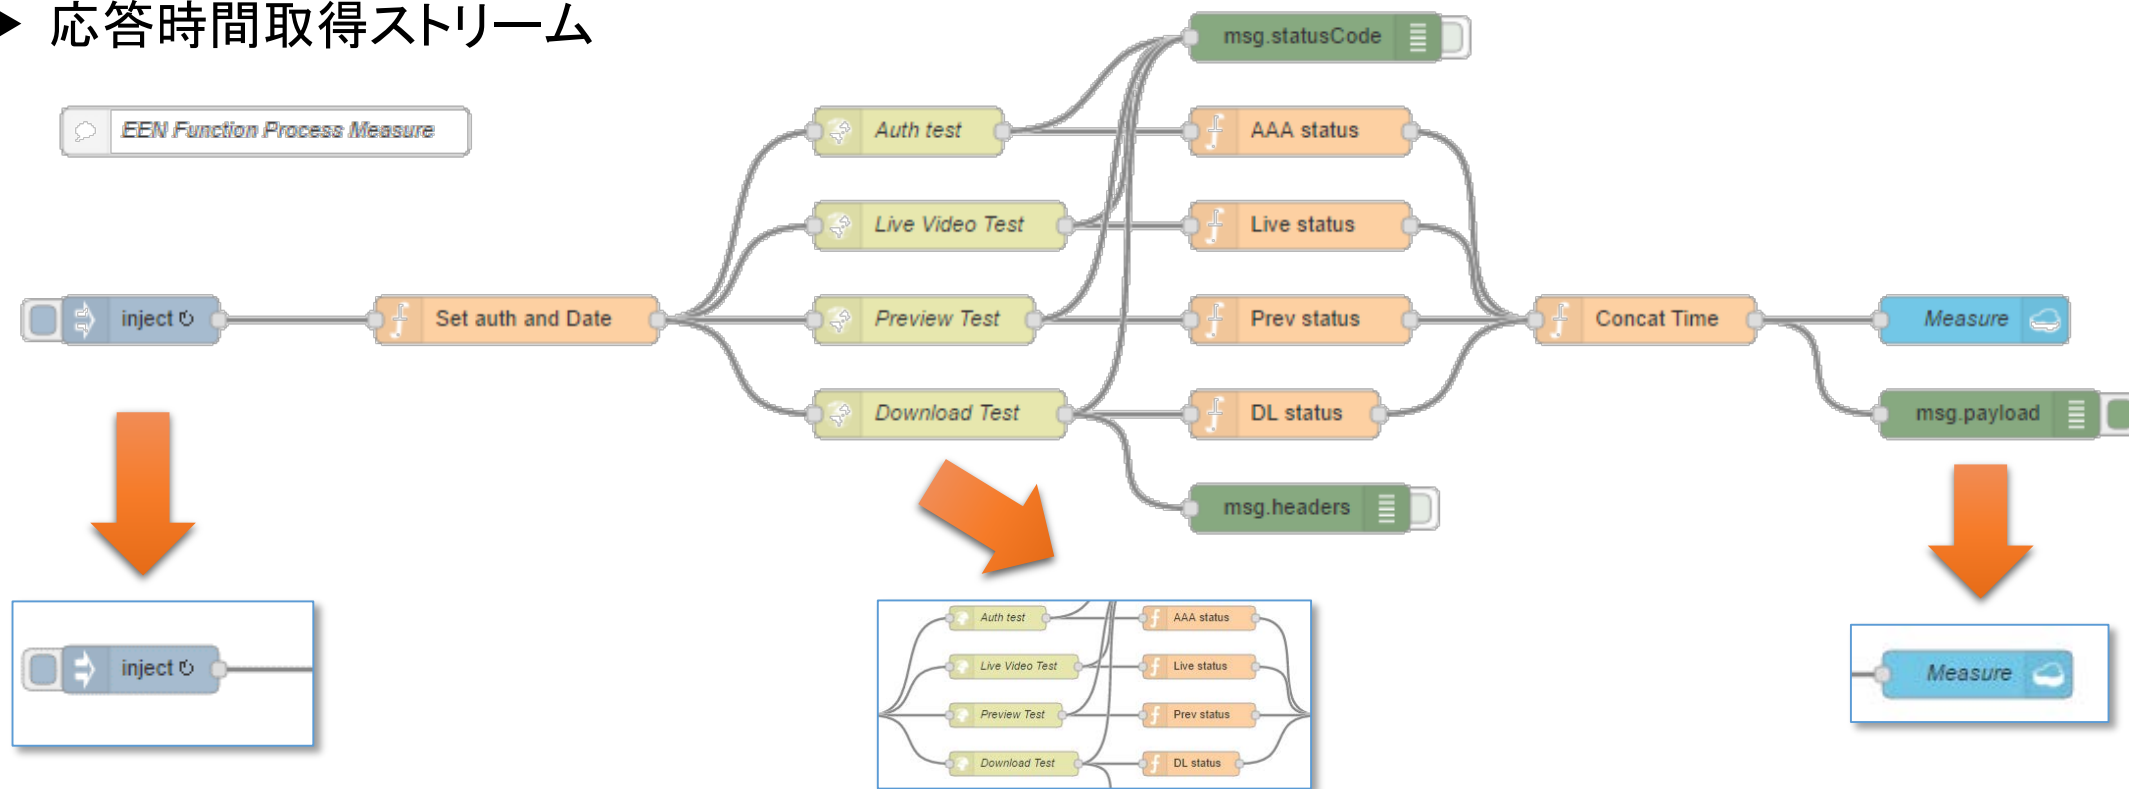 応答時間取得ストリーム
msg.statusCode
EEN Function Process Measure
Auth test
AAA status
Live Video Test
Live status
inject ↻
Set auth and Date
Preview Test
Prev status
Concat Time
Measure
Download Test
DL status
msg.payload
msg.headers
Auth test
AAA status
inject ↻
Live Video Test
Live status
Measure
Preview Test
Prev status
Download Test
DL status